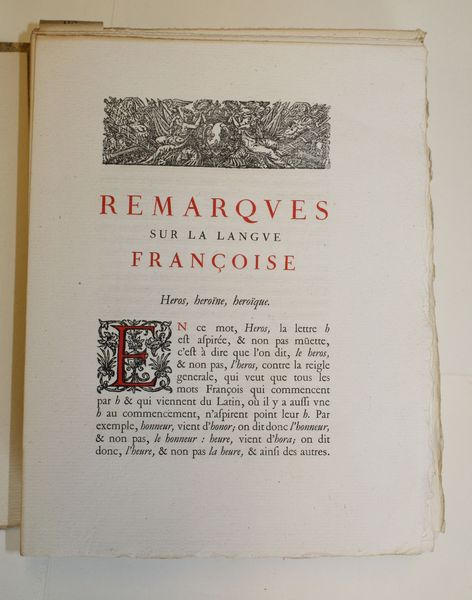 REMARQVES
SUR LA LANGVE
FRANÇOISE
Heros, heroïne, heroïque.
EN ce mot, Heros, la lettre h
eſt aſpirée, & non pas müette,
c'eſt à dire que l'on dit, le heros,
& non pas, l'heros, contre la reigle
generale, qui veut que tous les
mots François qui commencent
par h & qui viennent du Latin, où il y a auſſi vne
h au commencement, n'aſpirent point leur h. Par
exemple, honneur, vient d'honor; on dit donc l'honneur,
& non pas, le honneur : heure, vient d'hora; on dit
donc, l'heure, & non pas la heure, & ainſi des autres.